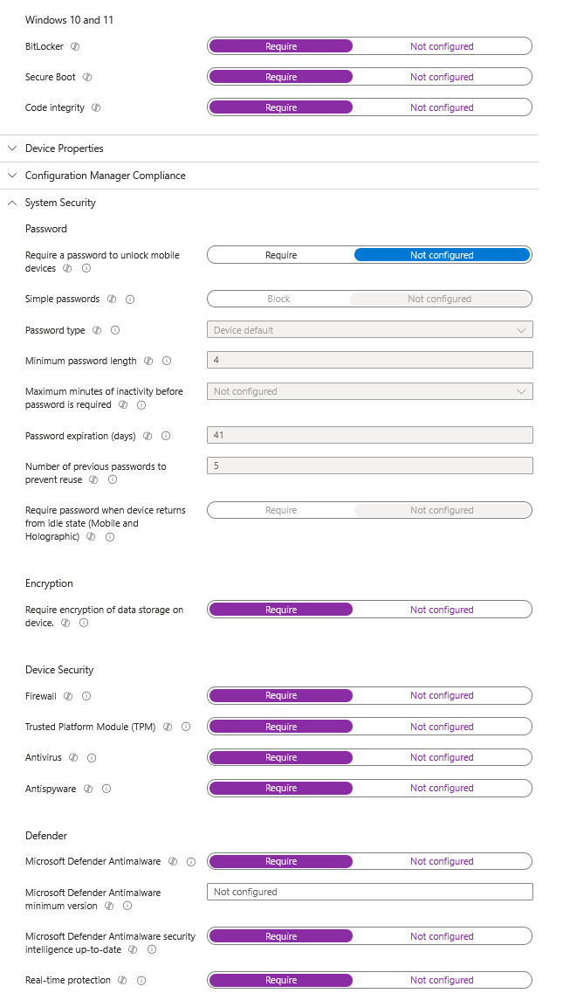 Windows 10 and 11
BitLocker Require Not configured
Secure Boot Require Not configured
Code integrity Require Not configured
Device Properties
Configuration Manager Compliance
System Security
Password
Require a password to unlock mobile Require Not configured
devices
Simple passwords Block Not configured
Password type Device default
Minimum password length 4
Maximum minutes of inactivity before Not configured
password is required
Password expiration (days) 41
Number of previous passwords to 5
prevent reuse
Require password when device returns Require Not configured
from idle state (Mobile and
Holographic)
Encryption
Require encryption of data storage on Require Not configured
device.
Device Security
Firewall Require Not configured
Trusted Platform Module (TPM) Require Not configured
Antivirus Require Not configured
Antispyware Require Not configured
Defender
Microsoft Defender Antimalware Require Not configured
Microsoft Defender Antimalware Not configured
minimum version
Microsoft Defender Antimalware security Require Not configured
intelligence up-to-date
Real-time protection Require Not configured